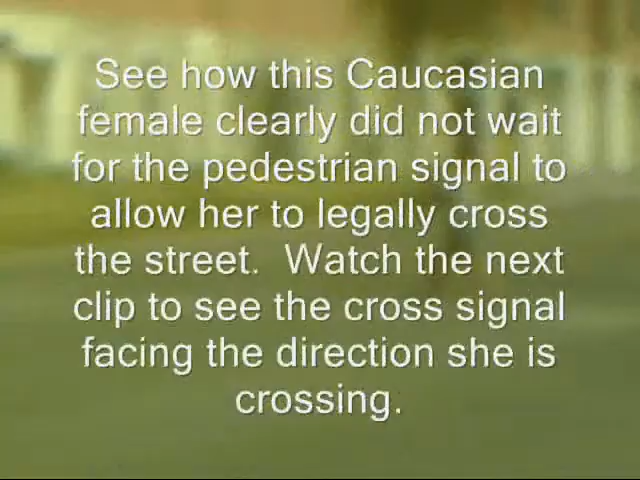 See how this Caucasian
female clearly did not wait
for the pedestrian signal to
allow her to legally cross
the street.  Watch the next
clip to see the cross signal
facing the direction she is
crossing.